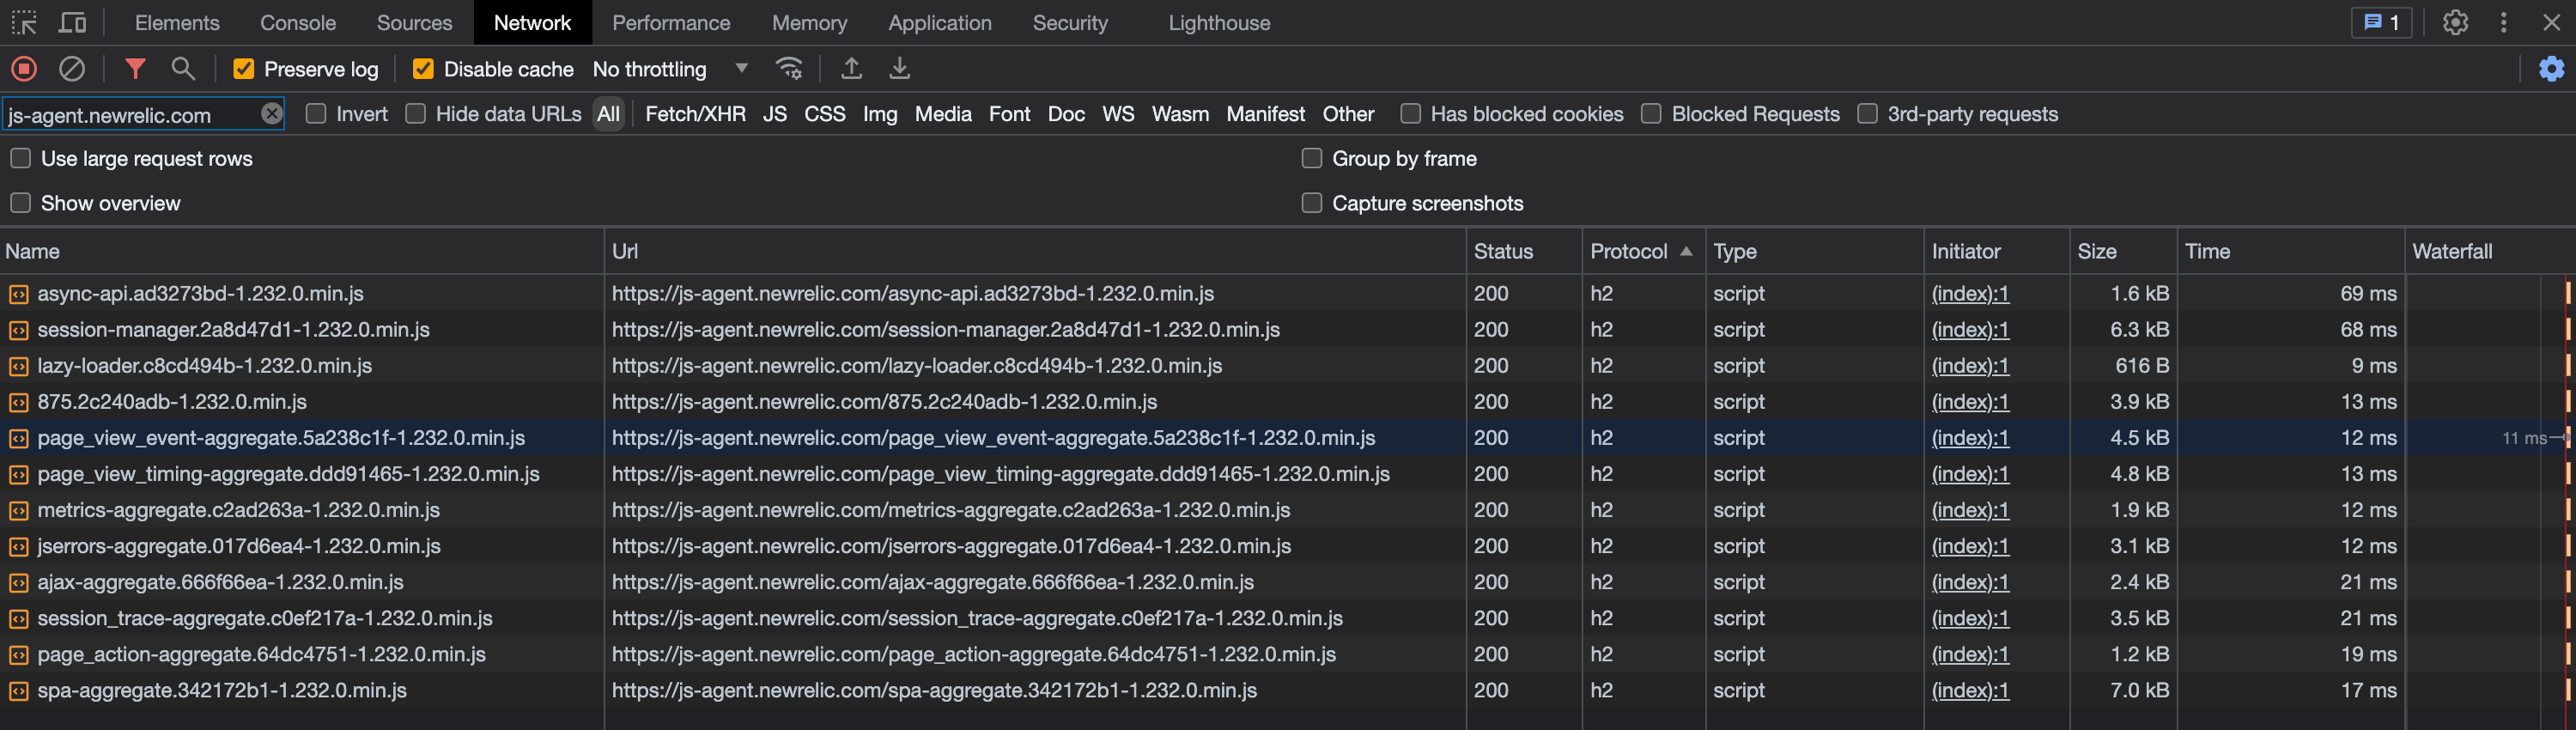 Elements Console Sources Network Performance Memory Application Security Lighthouse 1
Preserve log Disable cache No throttling
js-agent.newrelic.com Invert Hide data URLs All Fetch/XHR JS CSS Img Media Font Doc WS Wasm Manifest Other Has blocked cookies Blocked Requests 3rd-party requests
Use large request rows Group by frame
Show overview Capture screenshots
Name Url Status Protocol Type Initiator Size Time Waterfall
async-api.ad3273bd-1.232.0.min.js https://js-agent.newrelic.com/async-api.ad3273bd-1.232.0.min.js 200 h2 script (index):1 1.6 kB 69 ms
session-manager.2a8d47d1-1.232.0.min.js https://js-agent.newrelic.com/session-manager.2a8d47d1-1.232.0.min.js 200 h2 script (index):1 6.3 kB 68 ms
lazy-loader.c8cd494b-1.232.0.min.js https://js-agent.newrelic.com/lazy-loader.c8cd494b-1.232.0.min.js 200 h2 script (index):1 616 B 9 ms
875.2c240adb-1.232.0.min.js https://js-agent.newrelic.com/875.2c240adb-1.232.0.min.js 200 h2 script (index):1 3.9 kB 13 ms
page_view_event-aggregate.5a238c1f-1.232.0.min.js https://js-agent.newrelic.com/page_view_event-aggregate.5a238c1f-1.232.0.min.js 200 h2 script (index):1 4.5 kB 12 ms 11 ms
page_view_timing-aggregate.ddd91465-1.232.0.min.js https://js-agent.newrelic.com/page_view_timing-aggregate.ddd91465-1.232.0.min.js 200 h2 script (index):1 4.8 kB 13 ms
metrics-aggregate.c2ad263a-1.232.0.min.js https://js-agent.newrelic.com/metrics-aggregate.c2ad263a-1.232.0.min.js 200 h2 script (index):1 1.9 kB 12 ms
jserrors-aggregate.017d6ea4-1.232.0.min.js https://js-agent.newrelic.com/jserrors-aggregate.017d6ea4-1.232.0.min.js 200 h2 script (index):1 3.1 kB 12 ms
ajax-aggregate.666f66ea-1.232.0.min.js https://js-agent.newrelic.com/ajax-aggregate.666f66ea-1.232.0.min.js 200 h2 script (index):1 2.4 kB 21 ms
session_trace-aggregate.c0ef217a-1.232.0.min.js https://js-agent.newrelic.com/session_trace-aggregate.c0ef217a-1.232.0.min.js 200 h2 script (index):1 3.5 kB 21 ms
page_action-aggregate.64dc4751-1.232.0.min.js https://js-agent.newrelic.com/page_action-aggregate.64dc4751-1.232.0.min.js 200 h2 script (index):1 1.2 kB 19 ms
spa-aggregate.342172b1-1.232.0.min.js https://js-agent.newrelic.com/spa-aggregate.342172b1-1.232.0.min.js 200 h2 script (index):1 7.0 kB 17 ms